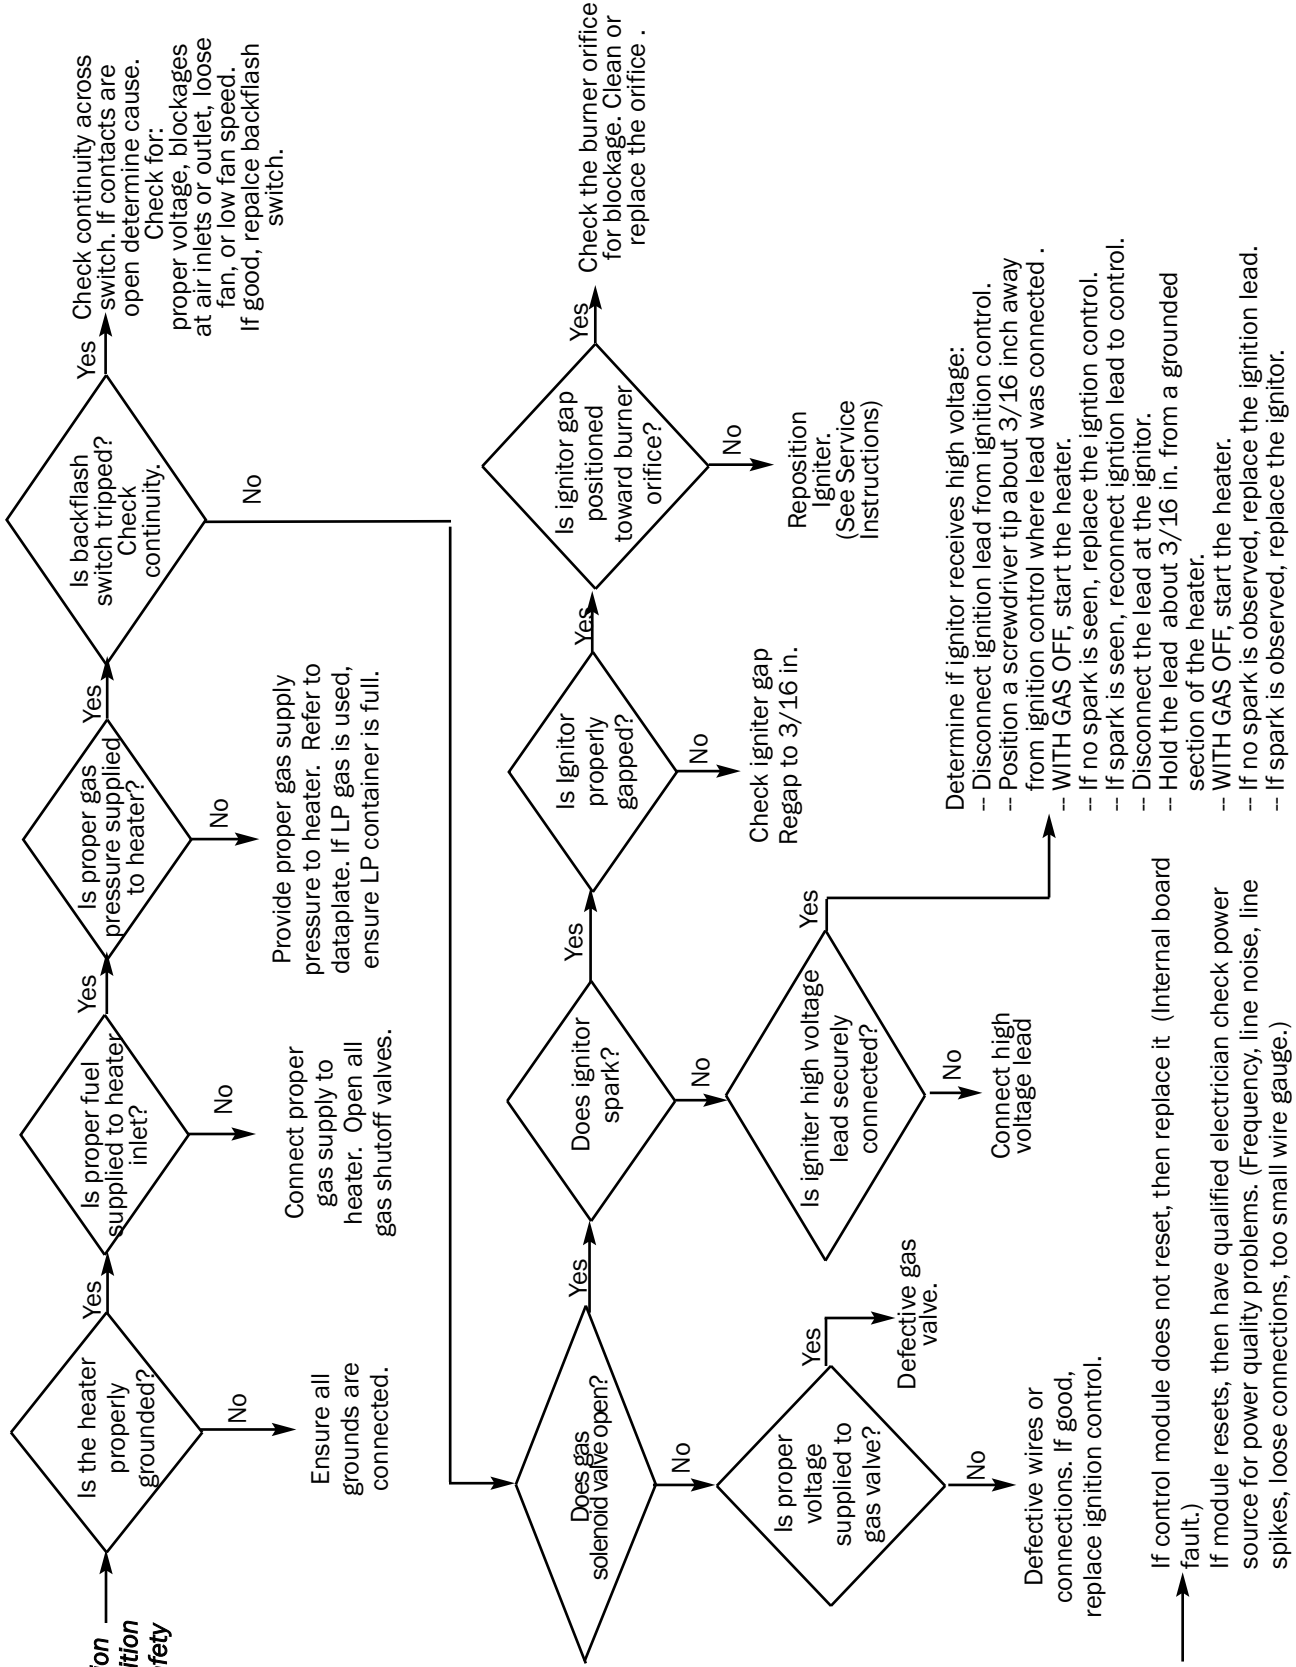 ion
ition
fety
Is the heater
properly
grounded?
Yes
No
Ensure all
grounds are
connected.
Is proper fuel
supplied to heater
inlet?
Yes
No
Connect proper
gas supply to
heater. Open all
gas shutoff valves.
Is proper gas
pressure supplied
to heater?
Yes
No
Provide proper gas supply
pressure to heater. Refer to
dataplate. If LP gas is used,
ensure LP container is full.
Is backflash
switch tripped?
Check
continuity.
Yes
No
Check continuity across
switch. If contacts are
open determine cause.
Check for:
proper voltage, blockages
at air inlets or outlet, loose
fan, or low fan speed.
If good, repalce backflash
switch.
Does gas
solenoid valve open?
Yes
No
Is proper
voltage
supplied to
gas valve?
Yes
Defective gas
valve.
No
Defective wires or
connections. If good,
replace ignition control.
Does ignitor
spark?
Yes
No
Is igniter high voltage
lead securely
connected?
Yes
No
Connect high
voltage lead
Is Ignitor
properly
gapped?
Yes
No
Check igniter gap
Regap to 3/16 in.
Is ignitor gap
positioned
toward burner
orifice?
Yes
No
Reposition
Igniter.
(See Service
Instructions)
Check the burner orifice
for blockage. Clean or
replace the orifice .
Determine if ignitor receives high voltage:
-- Disconnect ignition lead from ignition control.
-- Position a screwdriver tip about 3/16 inch away
from ignition control where lead was connected .
-- WITH GAS OFF, start the heater.
-- If no spark is seen, replace the igntion control.
-- If spark is seen, reconnect igntion lead to control.
-- Disconnect the lead at the ignitor.
-- Hold the lead about 3/16 in. from a grounded
section of the heater.
-- WITH GAS OFF, start the heater.
-- If no spark is observed, replace the ignition lead.
-- If spark is observed, replace the ignitor.
If control module does not reset, then replace it (Internal board
fault.)
If module resets, then have qualified electrician check power
source for power quality problems. (Frequency, line noise, line
spikes, loose connections, too small wire gauge.)